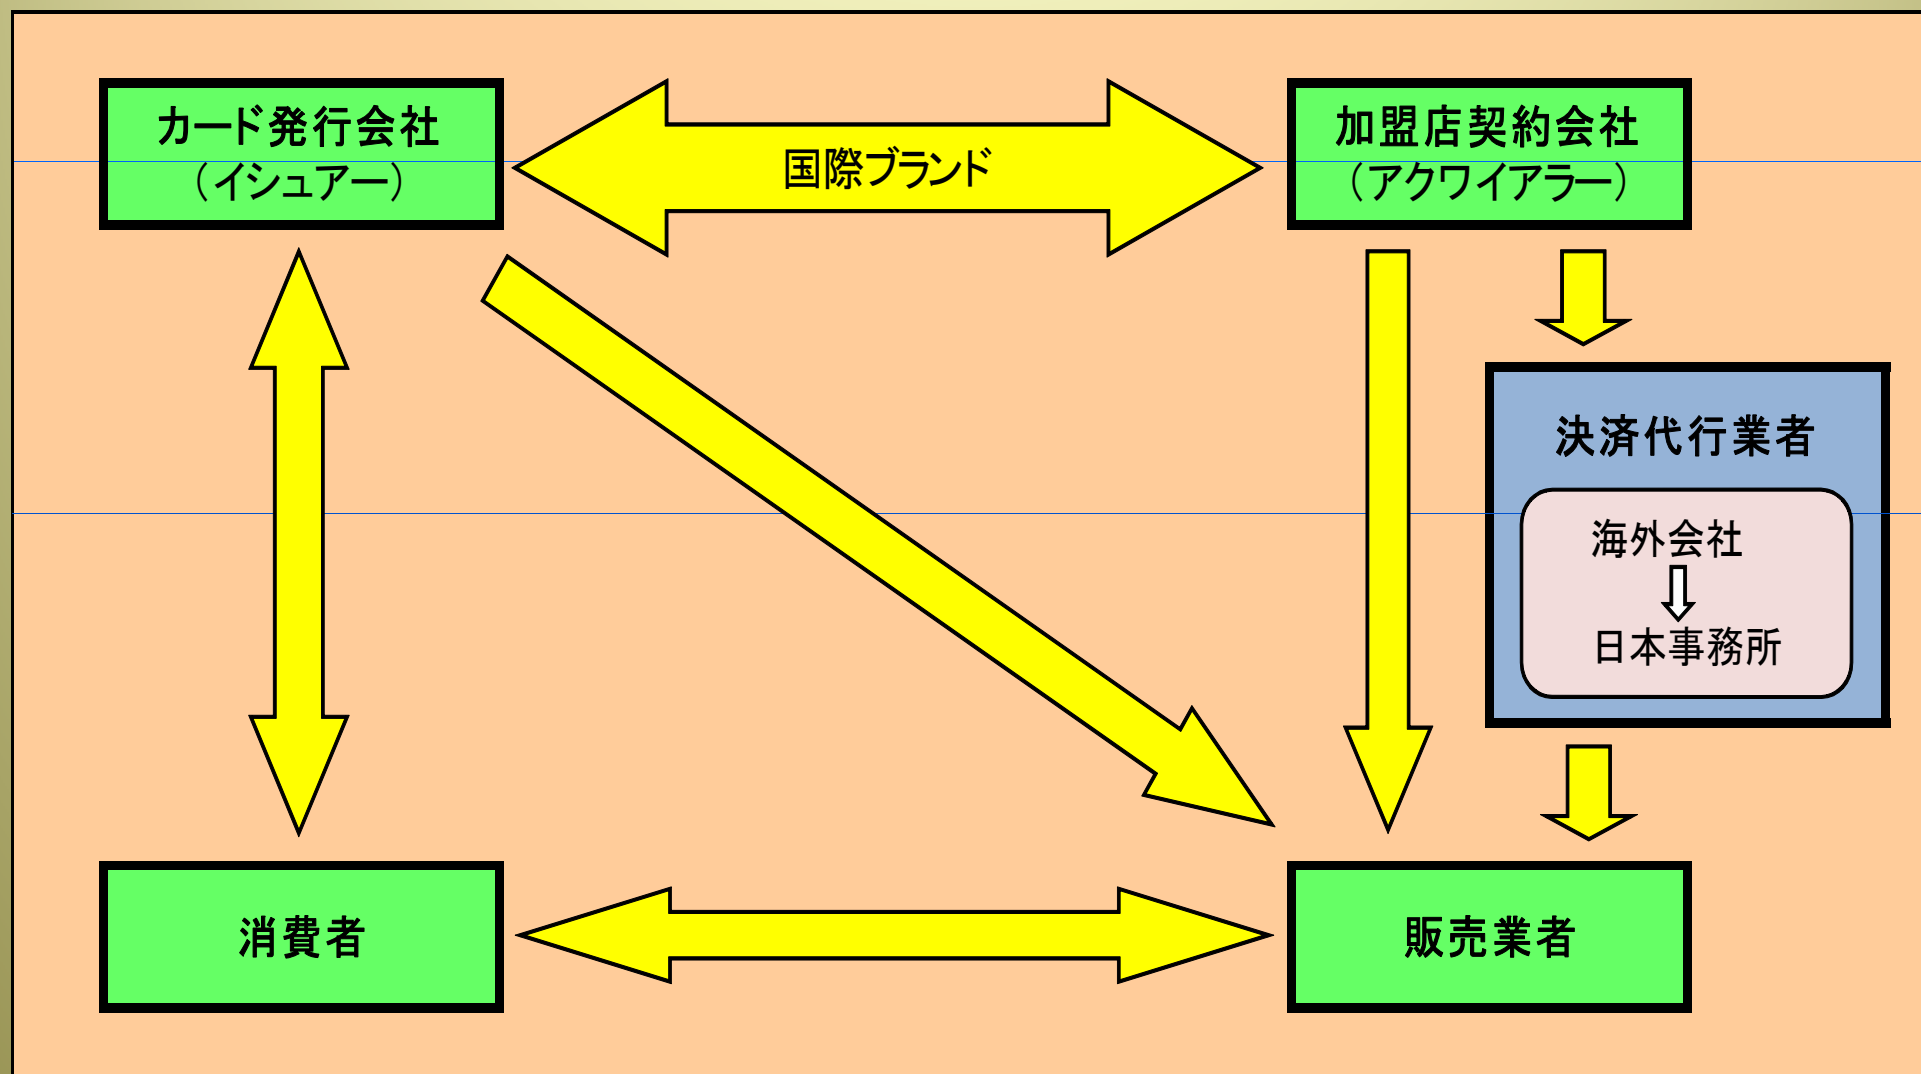 カード発行会社
（イシュアー）
国際ブランド
加盟店契約会社
（アクワイアラー）
決済代行業者
海外会社
日本事務所
消費者
販売業者